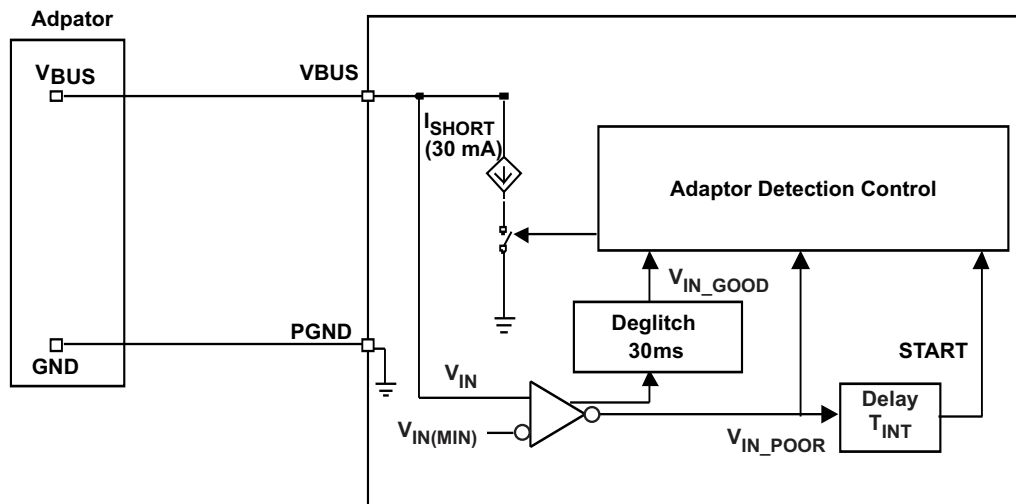 Adpator
VBUS
VBUS
ISHORT
(30 mA)
Adaptor Detection Control
VIN_GOOD
Deglitch
30ms
PGND
GND
START
VIN
Delay
TINT
VIN(MIN)
VIN_POOR